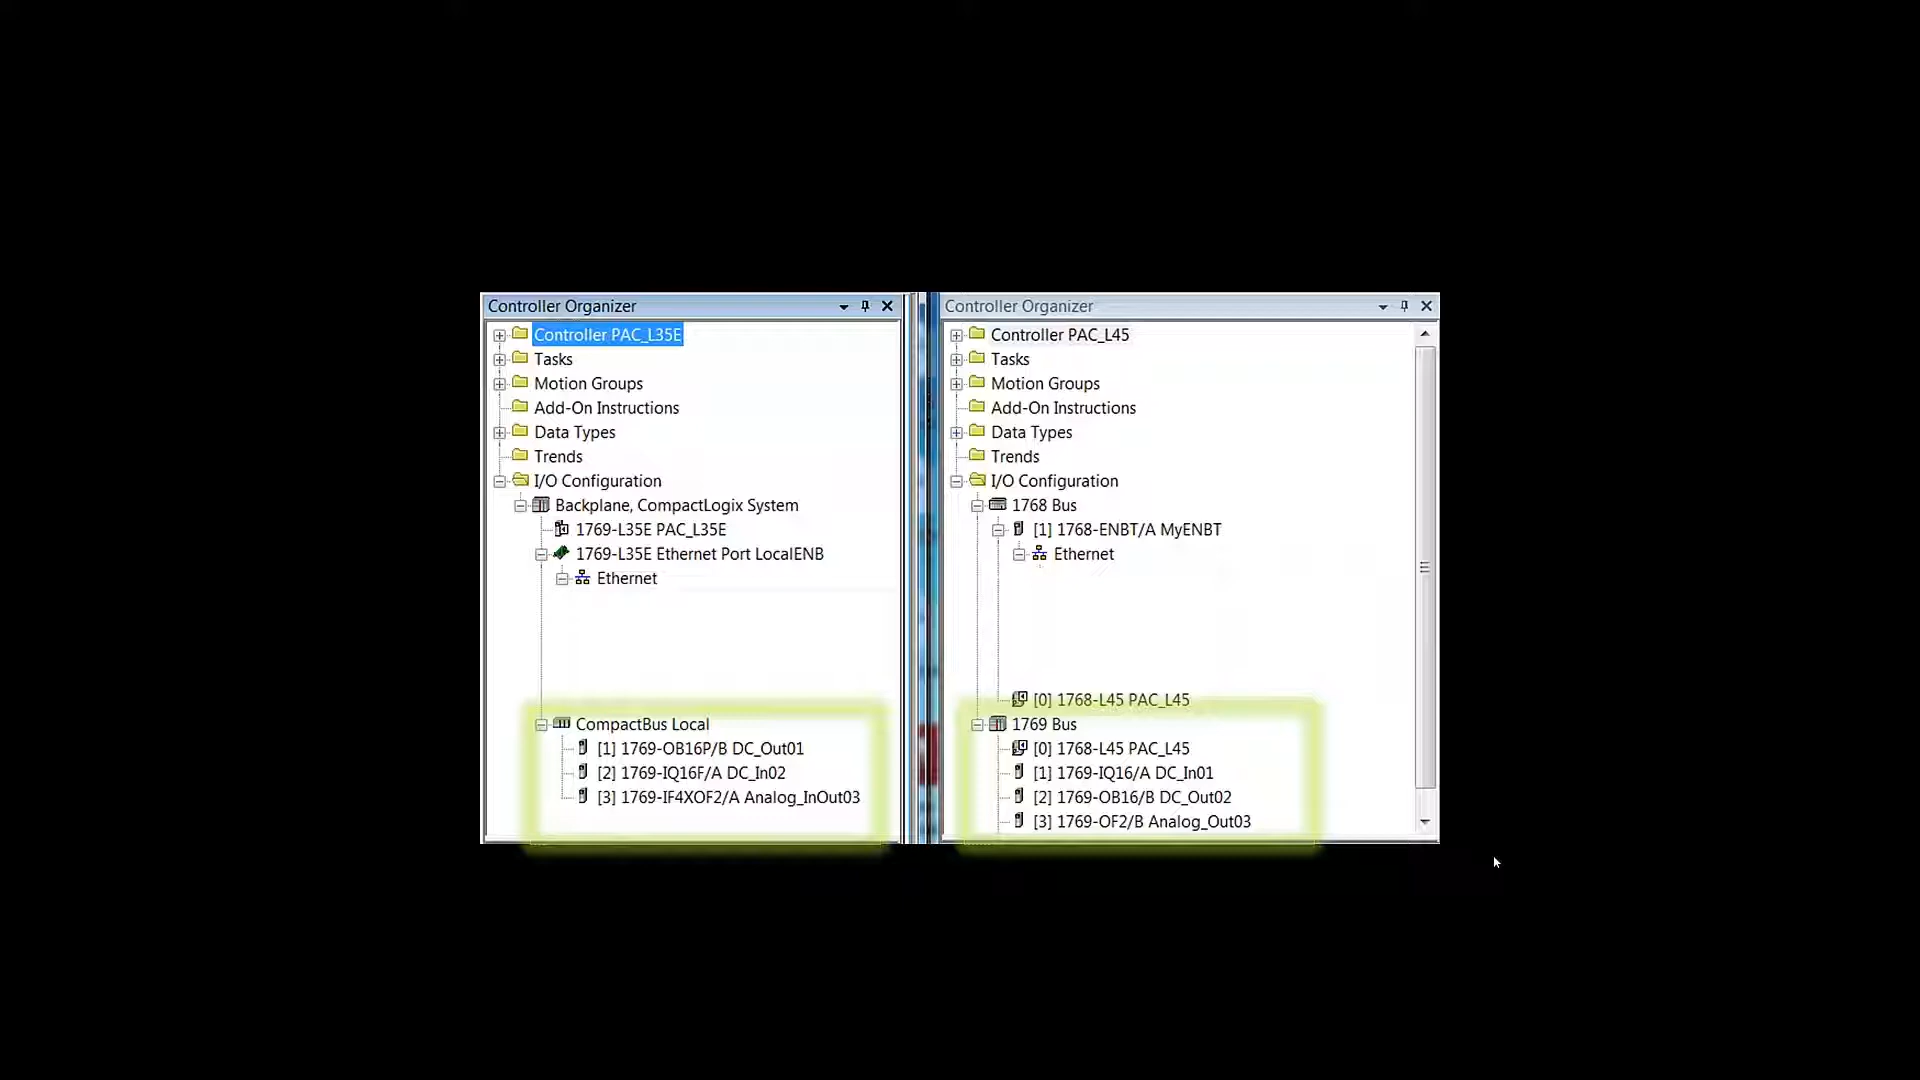 Controller Organizer
Controller PAC_L35E
Tasks
Motion Groups
Add-On Instructions
Data Types
Trends
I/O Configuration
Backplane, CompactLogix System
1769-L35E PAC_L35E
1769-L35E Ethernet Port LocalENB
Ethernet
CompactBus Local
[1] 1769-OB16P/B DC_Out01
[2] 1769-IQ16F/A DC_In02
[3] 1769-IF4XOF2/A Analog_InOut03
Controller Organizer
Controller PAC_L45
Tasks
Motion Groups
Add-On Instructions
Data Types
Trends
I/O Configuration
1768 Bus
[1] 1768-ENBT/A MyENBT
Ethernet
[0] 1768-L45 PAC_L45
1769 Bus
[0] 1768-L45 PAC_L45
[1] 1769-IQ16/A DC_In01
[2] 1769-OB16/B DC_Out02
[3] 1769-OF2/B Analog_Out03